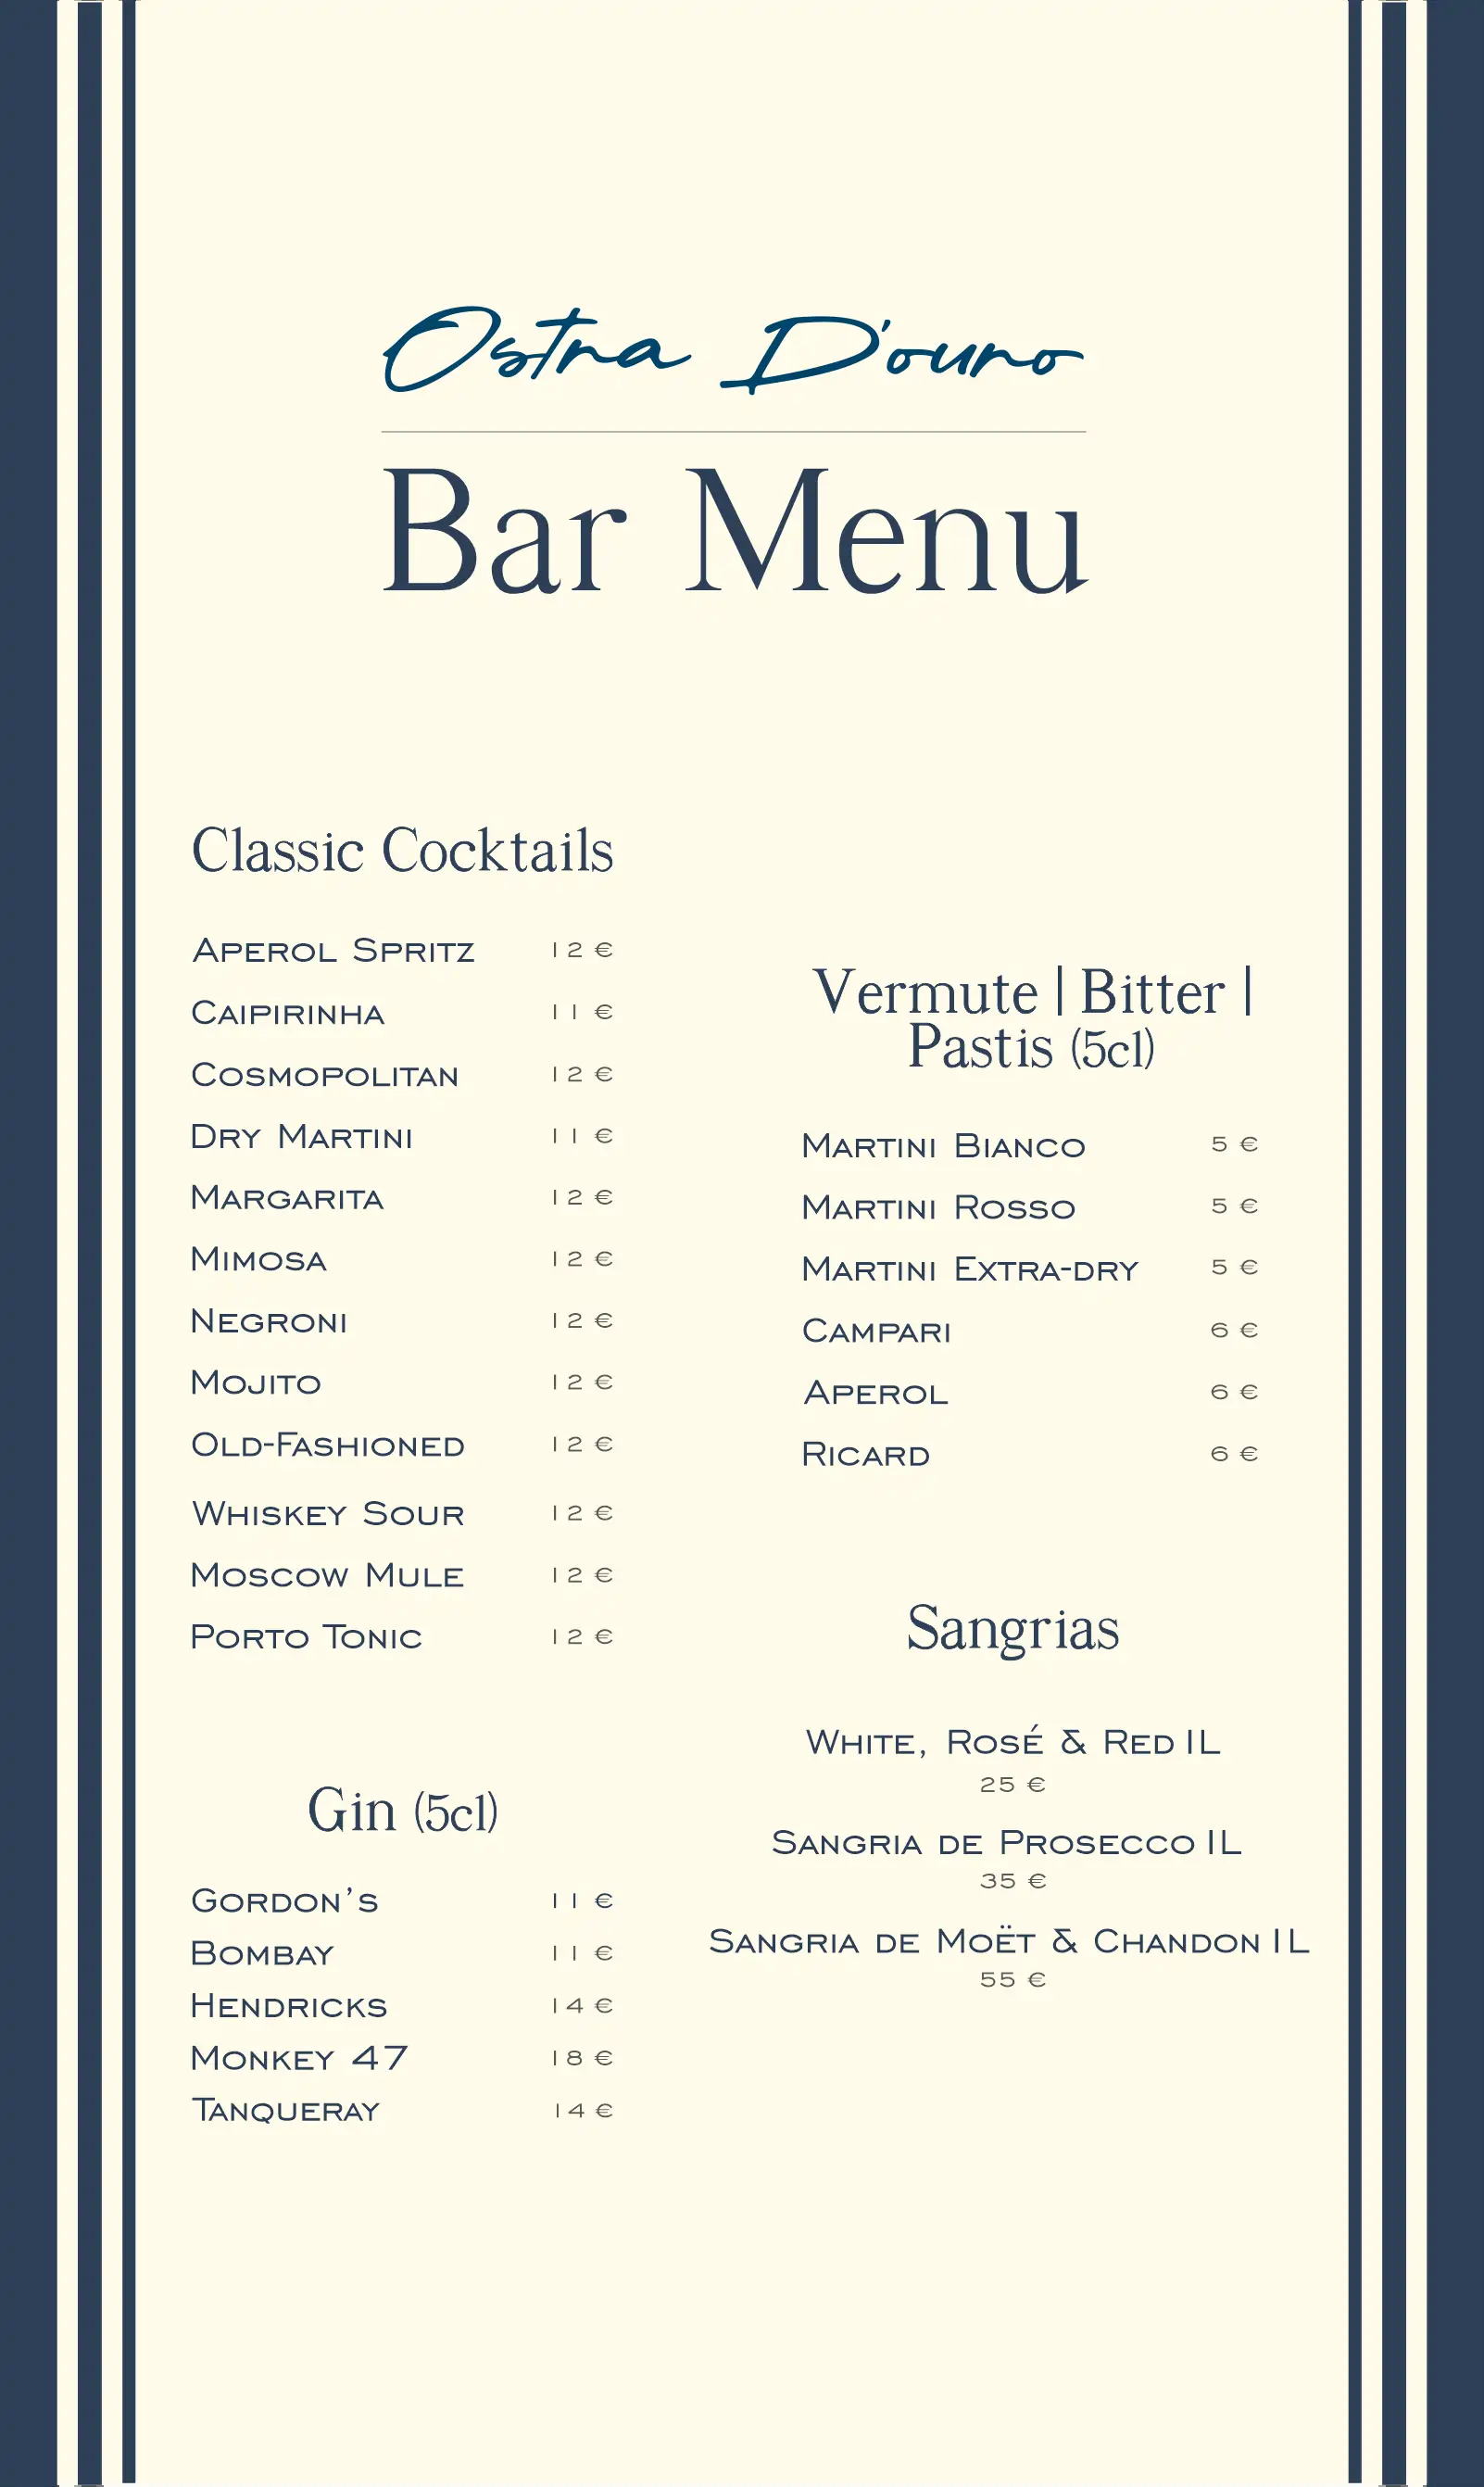 Ostra D'ouro
Bar Menu
Classic Cocktails
Aperol Spritz 12 €
Caipirinha 11 €
Cosmopolitan 12 €
Dry Martini 11 €
Margarita 12 €
Mimosa 12 €
Negroni 12 €
Mojito 12 €
Old-Fashioned 12 €
Whiskey Sour 12 €
Moscow Mule 12 €
Porto Tonic 12 €
Gin (5cl)
Gordon's 11 €
Bombay 11 €
Hendricks 14 €
Monkey 47 18 €
Tanqueray 14 €
Vermute | Bitter |
Pastis (5cl)
Martini Bianco 5 €
Martini Rosso 5 €
Martini Extra-dry 5 €
Campari 6 €
Aperol 6 €
Ricard 6 €
Sangrias
White, Rosé & Red 1L
25 €
Sangria de Prosecco 1L
35 €
Sangria de Moët & Chandon 1L
55 €